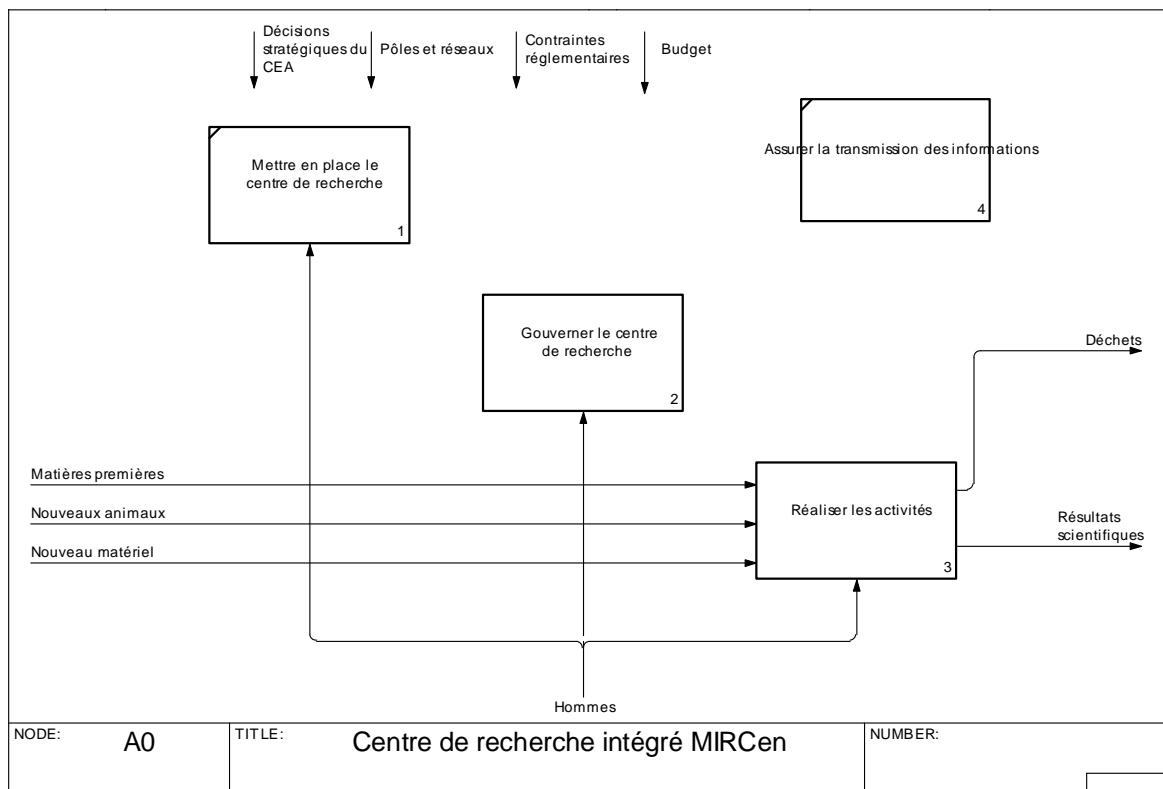 Décisions
stratégiques du
CEA
Pôles et réseaux
Contraintes
réglementaires
Budget
Mettre en place le
centre de recherche
1
Assurer la transmission des informations
4
Gouverner le centre
de recherche
2
Déchets
Matières premières
Nouveaux animaux
Nouveau matériel
Réaliser les activités
3
Résultats
scientifiques
Hommes
NODE:
A0
TITLE:
Centre de recherche intégré MIRCen
NUMBER: